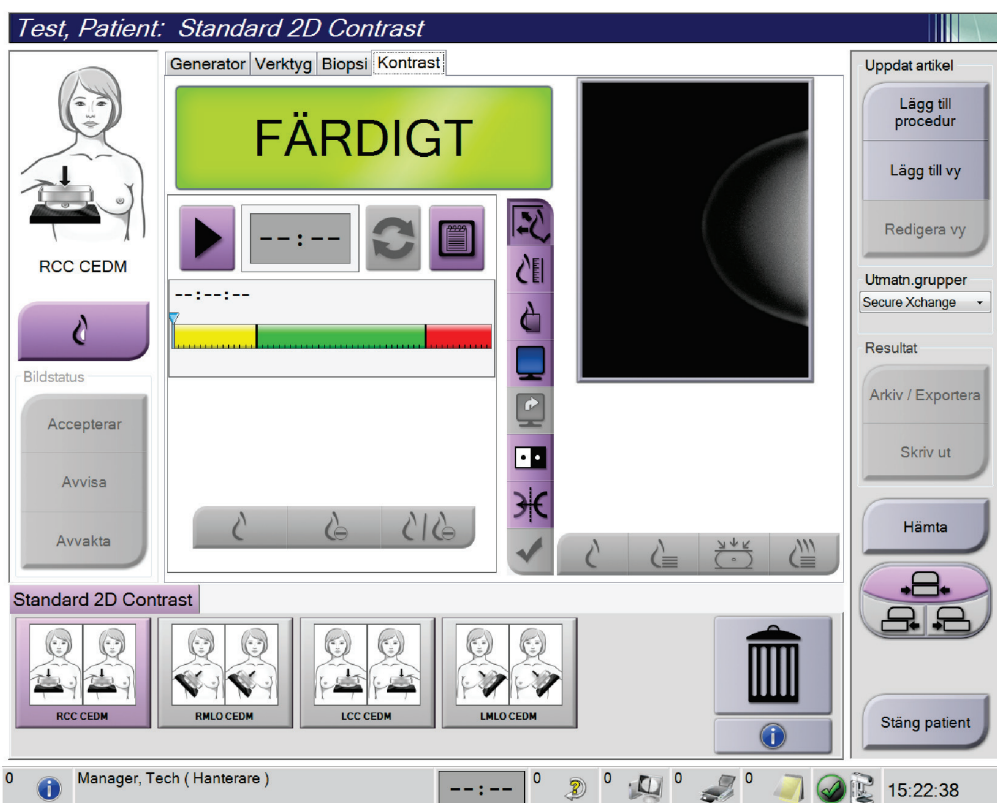 Test, Patient: Standard 2D Contrast
RCC CEDM
Bildstatus
Accepterar
Avvisa
Avvakta
Generator Verktyg Biopsi Kontrast
FÄRDIGT
--:--
--:--:--
Uppdat artikel
Lägg till
procedur
Lägg till vy
Redigera vy
Utmatn.grupper
Secure Xchange
Resultat
Arkiv / Exportera
Skriv ut
Hämta
Stäng patient
Standard 2D Contrast
RCC CEDM
RMLO CEDM
LCC CEDM
LMLO CEDM
0 Manager, Tech ( Hanterare ) --:-- 0 0 0 0 15:22:38